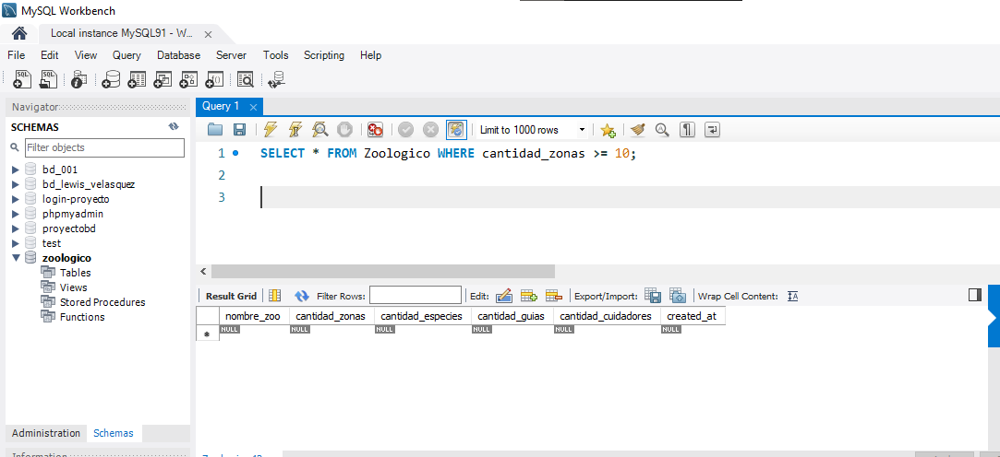 MySQL Workbench
Local instance MySQL91 - W...
File Edit View Query Database Server Tools Scripting Help
SQL SQL
Navigator
SCHEMAS
Filter objects
bd_001
bd_lewis_velasquez
login-proyecto
phpmyadmin
proyectobd
test
zoologico
Tables
Views
Stored Procedures
Functions
Administration Schemas
Information
Query 1
Limit to 1000 rows
1 SELECT * FROM Zoologico WHERE cantidad_zonas >= 10;
2
3
Result Grid Filter Rows: Edit: Export/Import: Wrap Cell Content:
nombre_zoo cantidad_zonas cantidad_especies cantidad_guias cantidad_cuidadores created_at
NULL NULL NULL NULL NULL NULL